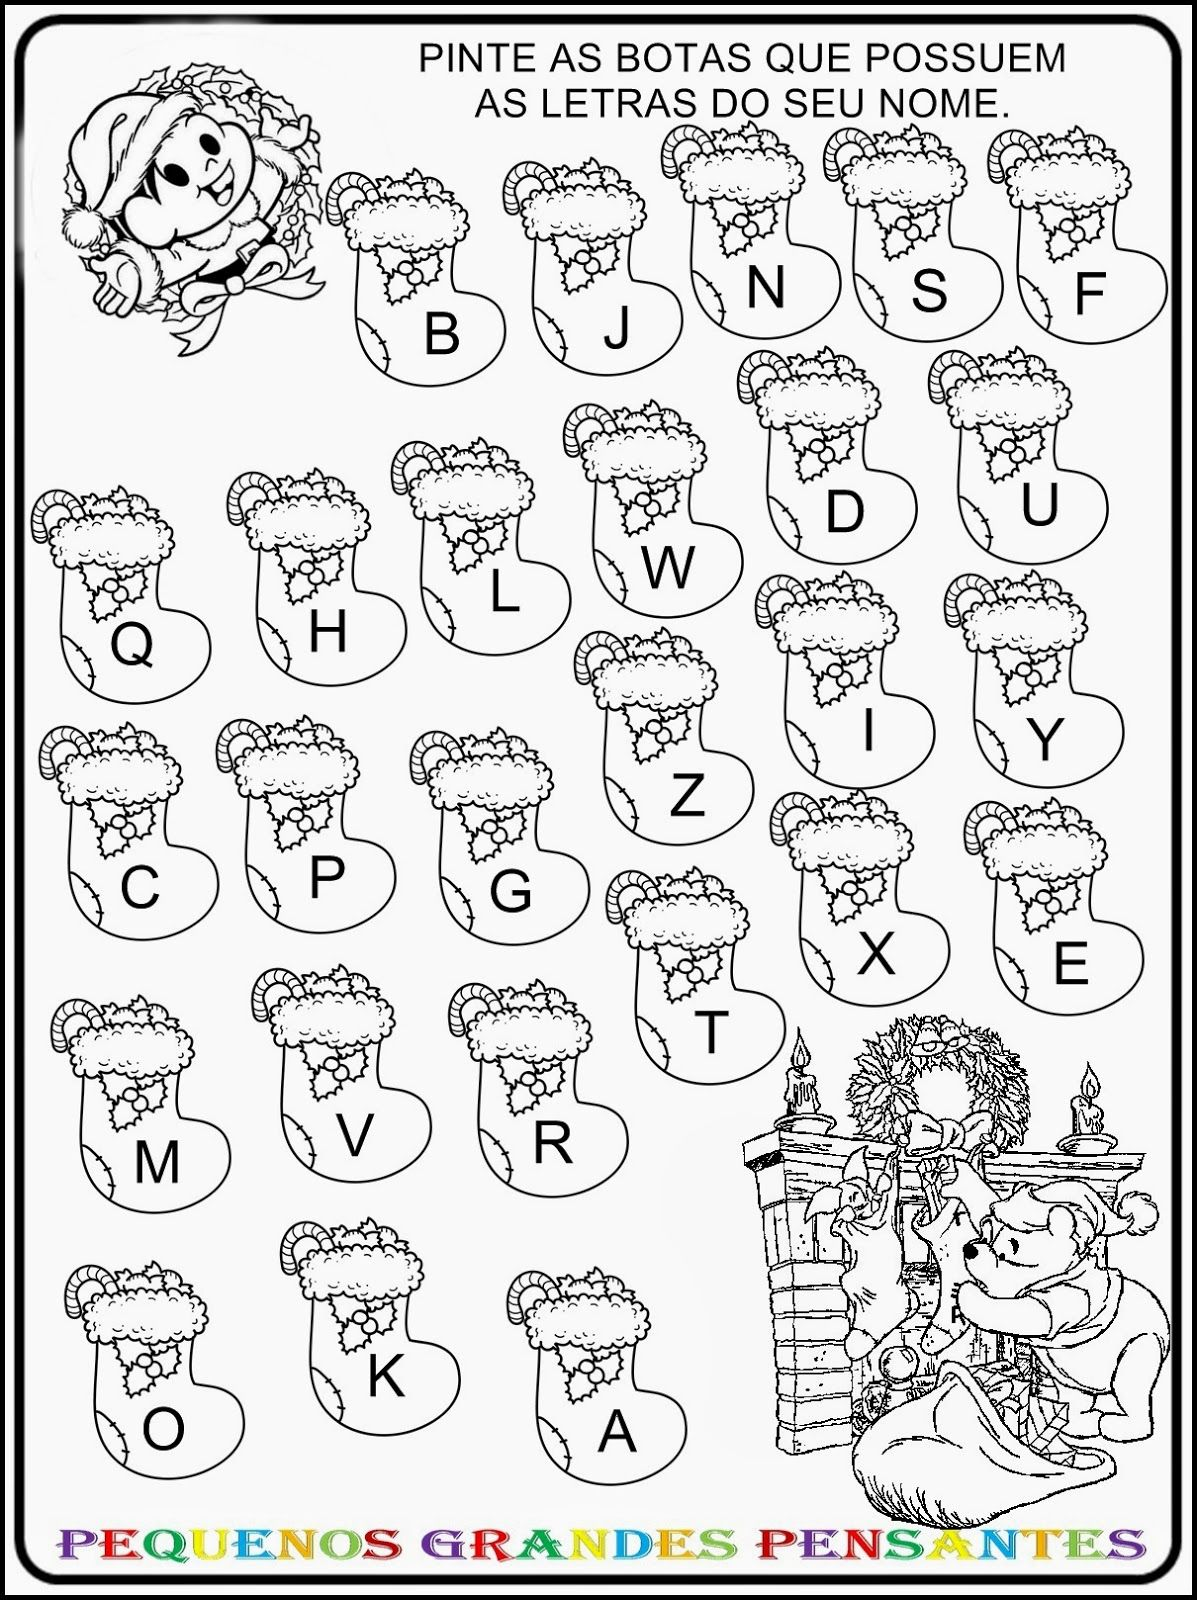 PINTE AS BOTAS QUE POSSUEM
AS LETRAS DO SEU NOME.
B J N S F
D U
Q H L W
I Y
C P G Z
X E
T
M V R
O K A
PEQUENOS GRANDES PENSANTES